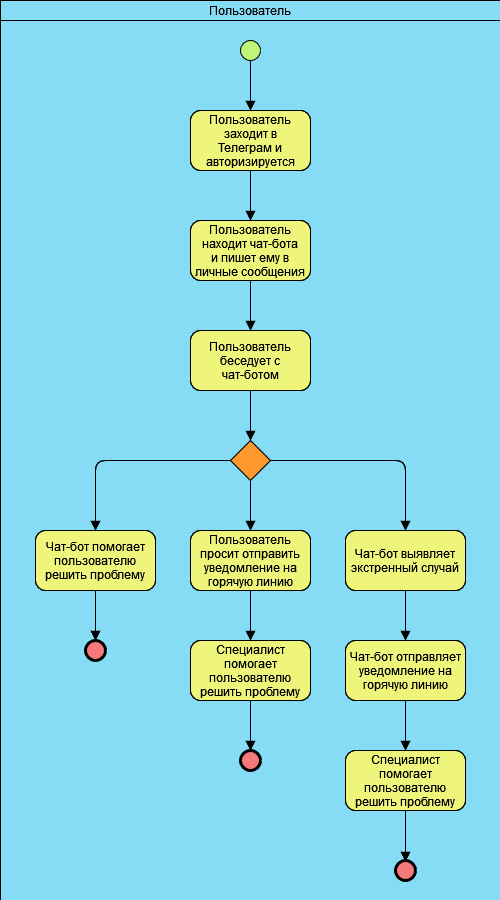 Пользователь
Пользователь
заходит в
Телеграм и
авторизируется
Пользователь
находит чат-бота
и пишет ему в
личные сообщения
Пользователь
беседует с
чат-ботом
Чат-бот помогает
пользователю
решить проблему
Пользователь
просит отправить
уведомление на
горячую линию
Чат-бот выявляет
экстренный случай
Специалист
помогает
пользователю
решить проблему
Чат-бот отправляет
уведомление на
горячую линию
Специалист
помогает
пользователю
решить проблему